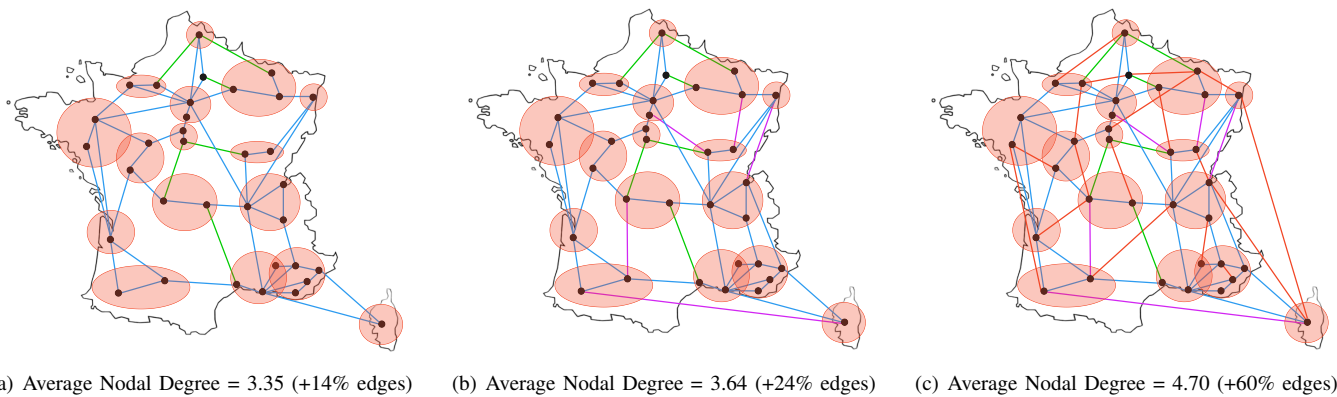 a) Average Nodal Degree = 3.35 (+14% edges)
(b) Average Nodal Degree = 3.64 (+24% edges)
(c) Average Nodal Degree = 4.70 (+60% edges)